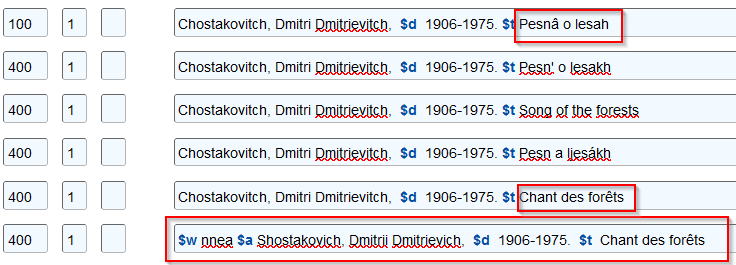 100 1 Chostakovitch, Dmitri Dmitrievitch, $d 1906-1975. $t Pesnâ o lesah
400 1 Chostakovitch, Dmitri Dmitrievitch, $d 1906-1975. $t Pesn' o lesakh
400 1 Chostakovitch, Dmitri Dmitrievitch, $d 1906-1975. $t Song of the forests
400 1 Chostakovitch, Dmitri Dmitrievitch, $d 1906-1975. $t Pesn a ljesákh
400 1 Chostakovitch, Dmitri Dmitrievitch, $d 1906-1975. $t Chant des forêts
400 1 $w nnea $a Shostakovich, Dmitrii Dmitrievich, $d 1906-1975. $t Chant des forêts